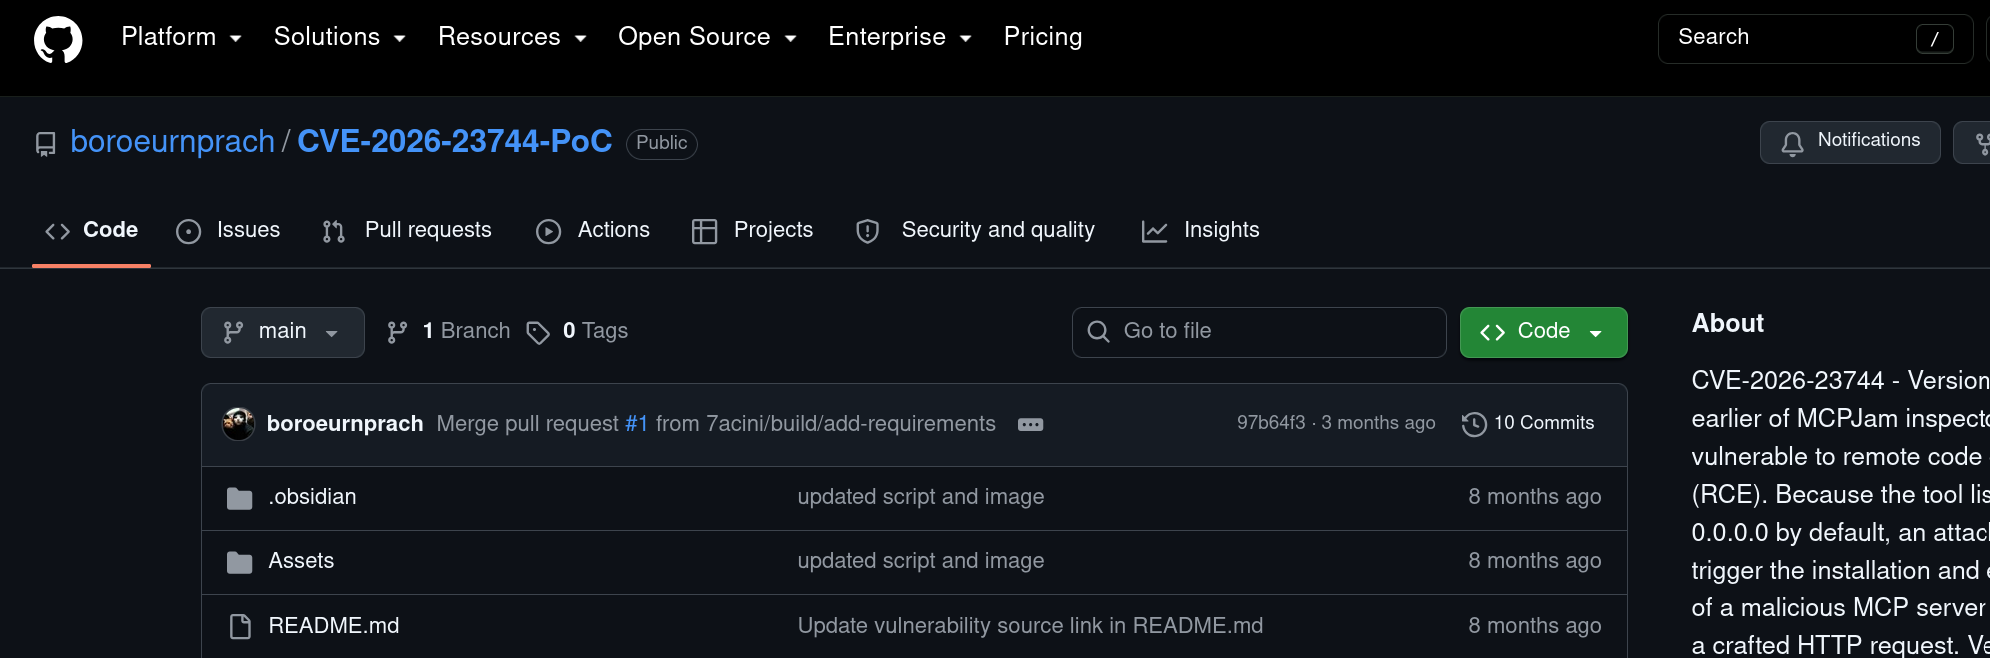 Platform Solutions Resources Open Source Enterprise Pricing Search /
boroeurnprach / CVE-2026-23744-PoC Public Notifications
Code Issues Pull requests Actions Projects Security and quality Insights
main 1 Branch 0 Tags Go to file Code
boroeurnprach Merge pull request #1 from 7acini/build/add-requirements 97b64f3 · 3 months ago 10 Commits
.obsidian updated script and image 8 months ago
Assets updated script and image 8 months ago
README.md Update vulnerability source link in README.md 8 months ago
About
CVE-2026-23744 - Version
earlier of MCPJam
vulnerable to remote code
(RCE). Because the tool
0.0.0.0 by default, an
trigger the installation and
of a malicious MCP server
a crafted HTTP request.